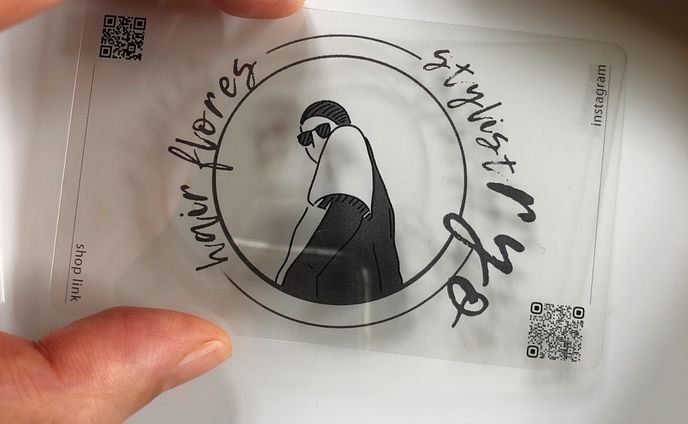 hair flores
stylist ryo
shop link
instagram